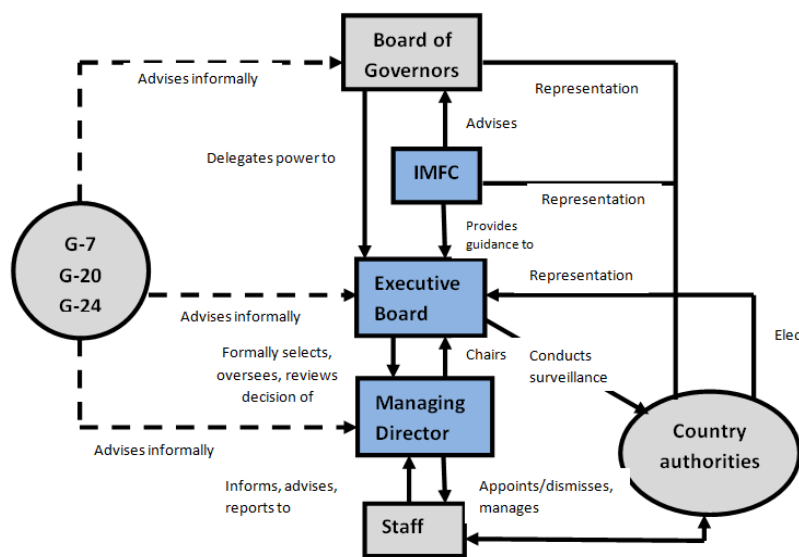 Board of
Governors
Advises informally
Representation
Advises
Delegates power to
IMFC
Representation
Provides
guidance to
G-7
G-20
G-24
Executive
Board
Representation
Advises informally
Elec
Formally selects,
oversees, reviews
decision of
Chairs
Conducts
surveillance
Managing
Director
Advises informally
Country
authorities
Informs, advises,
reports to
Appoints/dismisses,
manages
Staff